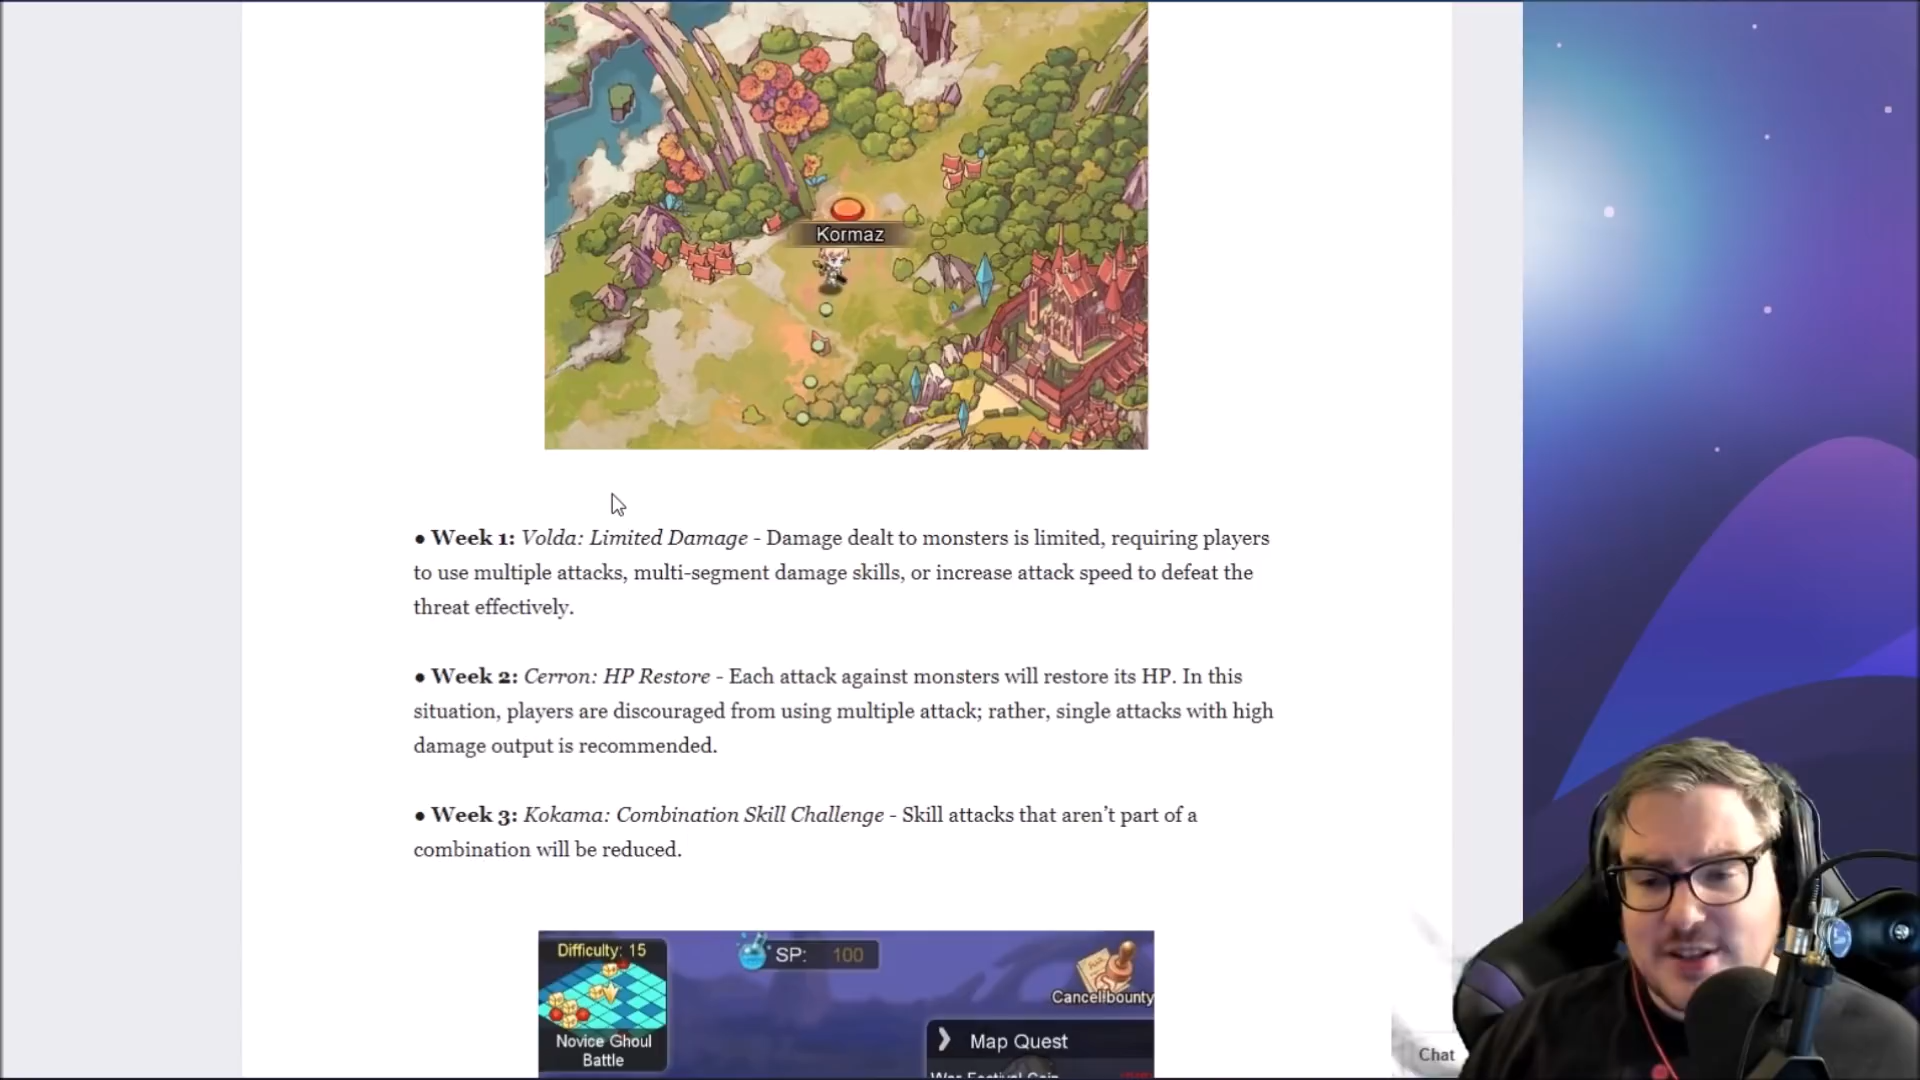 Kormaz
● Week 1: Volda: Limited Damage - Damage dealt to monsters is limited, requiring players
to use multiple attacks, multi-segment damage skills, or increase attack speed to defeat the
threat effectively.
● Week 2: Cerron: HP Restore - Each attack against monsters will restore its HP. In this
situation, players are discouraged from using multiple attack; rather, single attacks with high
damage output is recommended.
● Week 3: Kokama: Combination Skill Challenge - Skill attacks that aren't part of a
combination will be reduced.
Difficulty: 15
SP: 100
Cancel bounty
Novice Ghoul
Battle
Map Quest
War Festival Coin
Chat